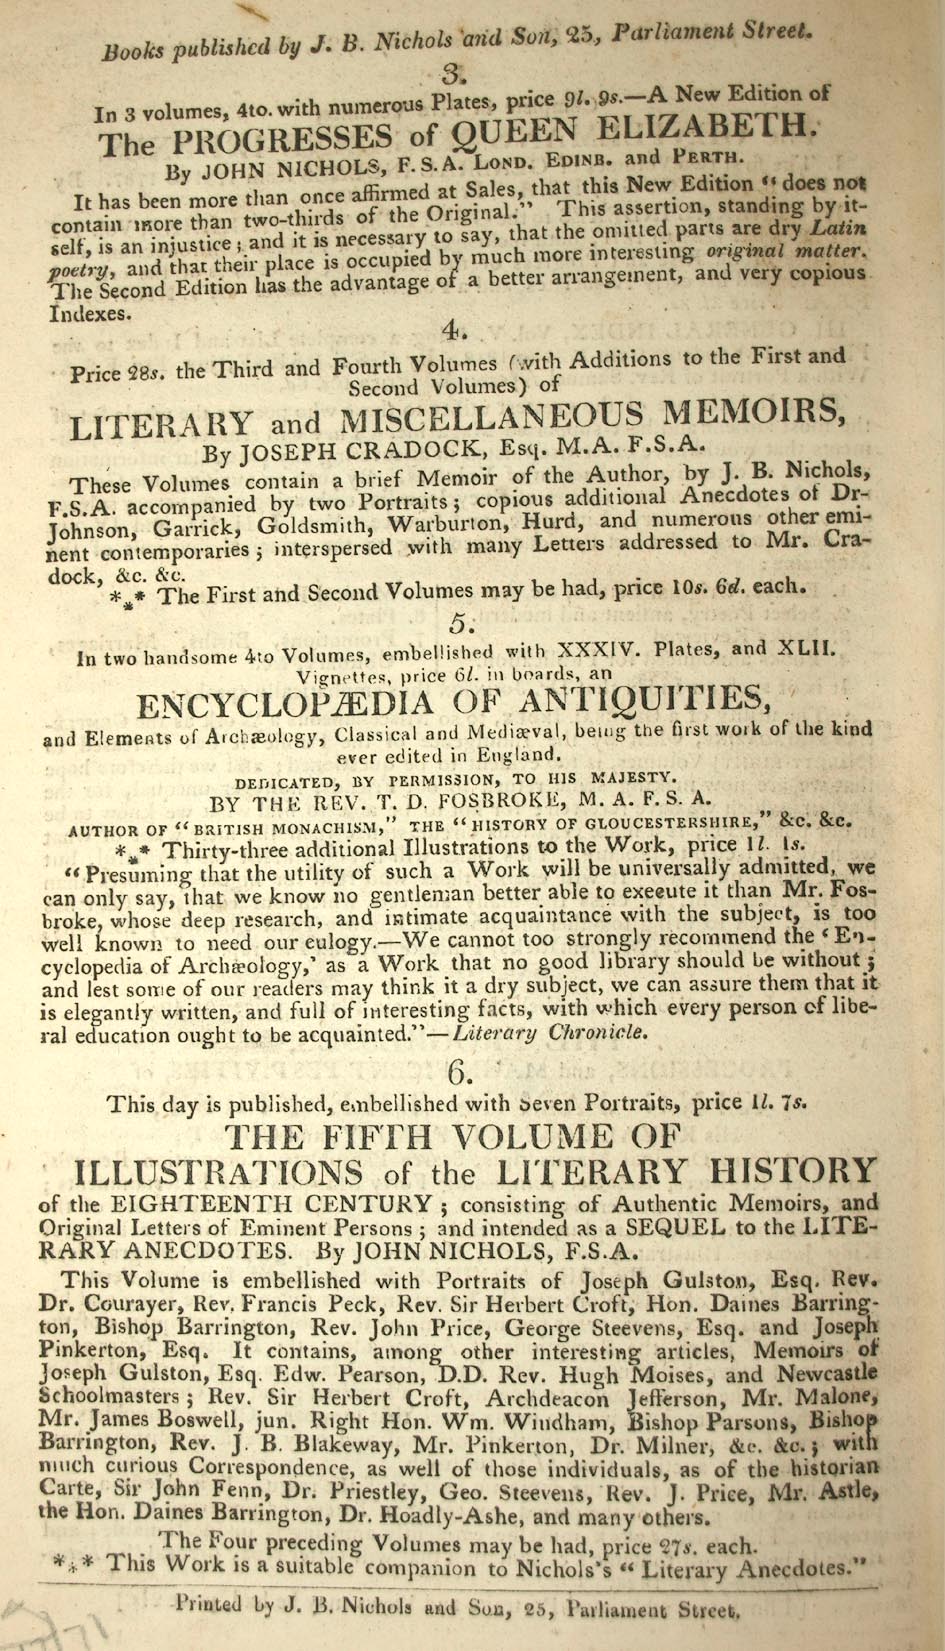 Books published by J. B. Nichols and Son, 25, Parliament Street.
3.
In 3 volumes, 4to. with numerous Plates, price 9l. 9s.—A New Edition of
The PROGRESSES of QUEEN ELIZABETH.
By JOHN NICHOLS, F.S.A. LOND. EDINB. and PERTH.
It has been more than once affirmed at Sales, that this New Edition “does not
contain more than two-thirds of the Original.” This assertion, standing by it-
self, is an injustice; and it is necessary to say, that the omitted parts are dry Latin
poetry, and that their place is occupied by much more interesting original matter.
The Second Edition has the advantage of a better arrangement, and very copious
Indexes.
4.
Price 28s. the Third and Fourth Volumes (with Additions to the First and
Second Volumes) of
LITERARY and MISCELLANEOUS MEMOIRS,
By JOSEPH CRADOCK, Esq. M.A. F.S.A.
These Volumes contain a brief Memoir of the Author, by J. B. Nichols,
F.S.A. accompanied by two Portraits; copious additional Anecdotes of Dr-
Johnson, Garrick, Goldsmith, Warburton, Hurd, and numerous other emi-
nent contemporaries; interspersed with many Letters addressed to Mr. Cra-
dock, &c. &c.
*** The First and Second Volumes may be had, price 10s. 6d. each.
5.
In two handsome 4to Volumes, embellished with XXXIV. Plates, and XLII.
Vignettes, price 6l. in boards, an
ENCYCLOPÆDIA OF ANTIQUITIES,
and Elements of Archæology, Classical and Mediæval, being the first work of the kind
ever edited in England.
DEDICATED, BY PERMISSION, TO HIS MAJESTY.
BY THE REV. T. D. FOSBROKE, M. A. F. S. A.
AUTHOR OF “BRITISH MONACHISM,” THE “HISTORY OF GLOUCESTERSHIRE,” &c. &c.
*** Thirty-three additional Illustrations to the Work, price 1l. 1s.
“Presuming that the utility of such a Work will be universally admitted, we
can only say, that we know no gentleman better able to execute it than Mr. Fos-
broke, whose deep research, and intimate acquaintance with the subject, is too
well known to need our eulogy.—We cannot too strongly recommend the ‘En-
cyclopedia of Archæology,’ as a Work that no good library should be without;
and lest some of our readers may think it a dry subject, we can assure them that it
is elegantly written, and full of interesting facts, with which every person of libe-
ral education ought to be acquainted.”—Literary Chronicle.
6.
This day is published, embellished with Seven Portraits, price 1l. 7s.
THE FIFTH VOLUME OF
ILLUSTRATIONS of the LITERARY HISTORY
of the EIGHTEENTH CENTURY; consisting of Authentic Memoirs, and
Original Letters of Eminent Persons; and intended as a SEQUEL to the LITE-
RARY ANECDOTES. By JOHN NICHOLS, F.S.A.
This Volume is embellished with Portraits of Joseph Gulston, Esq. Rev.
Dr. Courayer, Rev. Francis Peck, Rev. Sir Herbert Croft, Hon. Daines Barring-
ton, Bishop Barrington, Rev. John Price, George Steevens, Esq. and Joseph
Pinkerton, Esq. It contains, among other interesting articles, Memoirs of
Joseph Gulston, Esq. Edw. Pearson, D.D. Rev. Hugh Moises, and Newcastle
Schoolmasters; Rev. Sir Herbert Croft, Archdeacon Jefferson, Mr. Malone,
Mr. James Boswell, jun. Right Hon. Wm. Windham, Bishop Parsons, Bishop
Barrington, Rev. J. B. Blakeway, Mr. Pinkerton, Dr. Milner, &c. &c.; with
much curious Correspondence, as well of those individuals, as of the historian
Carte, Sir John Fenn, Dr. Priestley, Geo. Steevens, Rev. J. Price, Mr. Astle,
the Hon. Daines Barrington, Dr. Hoadly-Ashe, and many others.
The Four preceding Volumes may be had, price 27s. each.
*** This Work is a suitable companion to Nichols's “Literary Anecdotes.”
Printed by J. B. Nichols and Son, 25, Parliament Street.